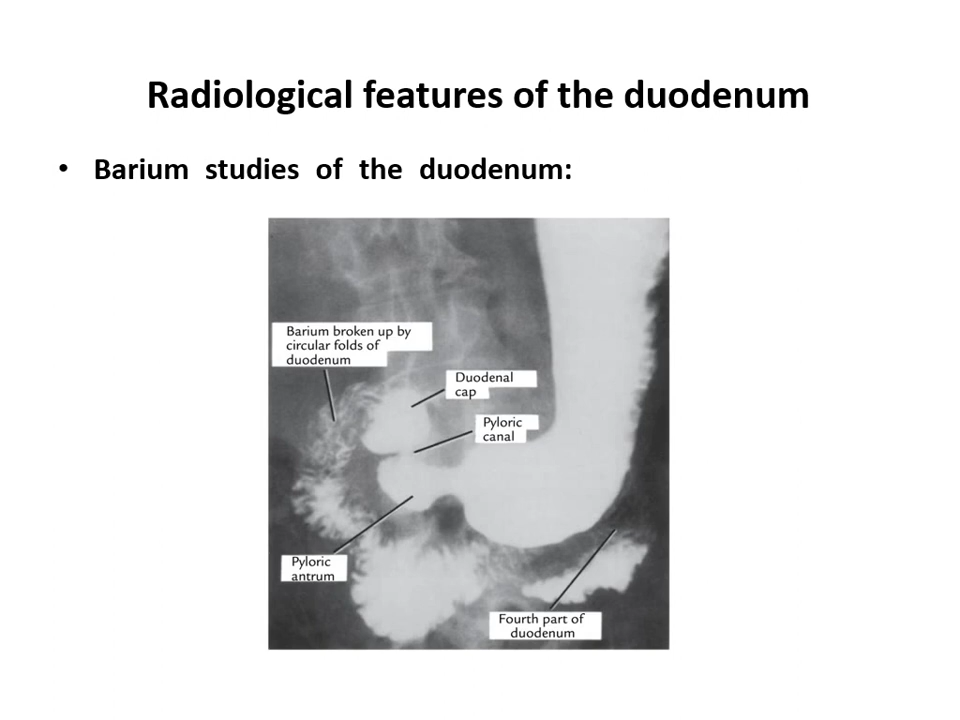 Radiological features of the duodenum
• Barium studies of the duodenum:
Barium broken up by
circular folds of
duodenum
Duodenal
cap
Pyloric
canal
Pyloric
antrum
Fourth part of
duodenum